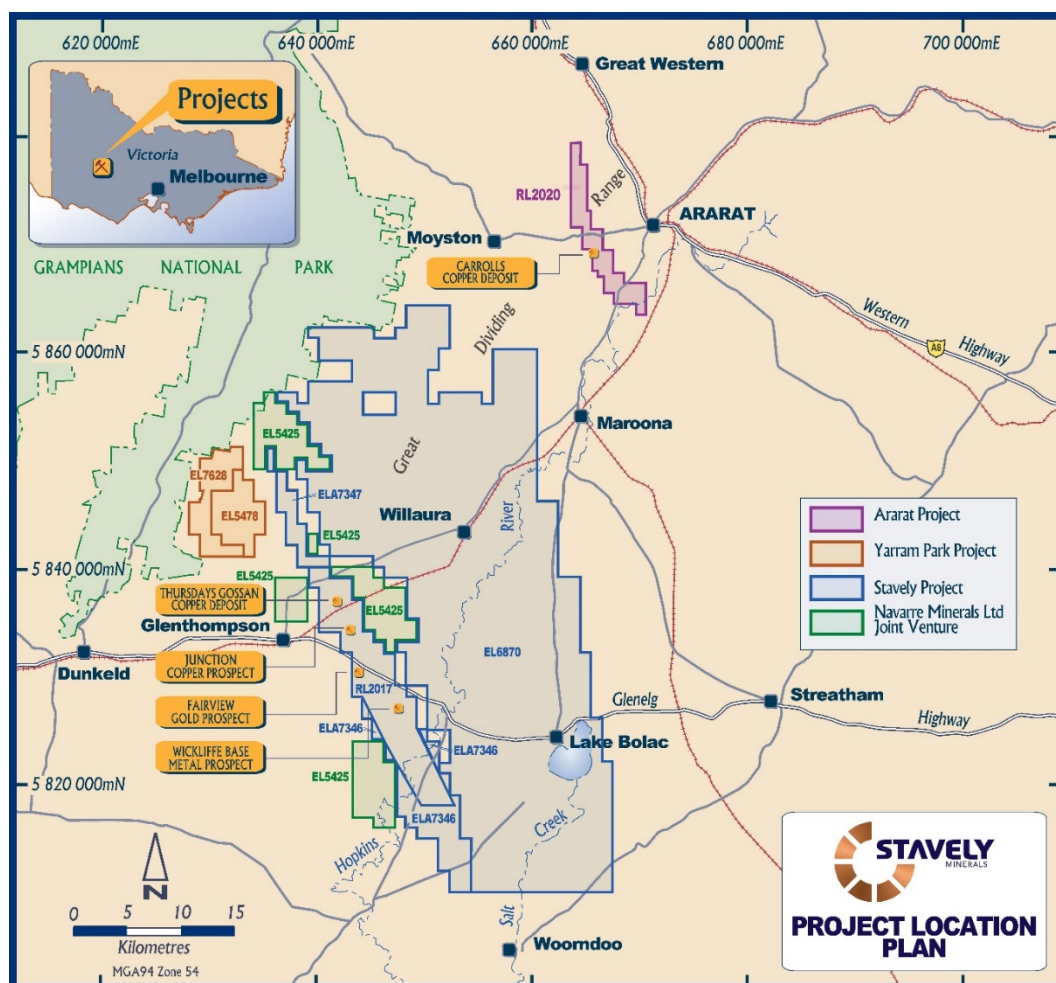 620 000mE
640 000mE
660 000mE
680 000mE
700 000mE
Great Western
Projects
Victoria
Melbourne
RL2020
Range
ARARAT
Moyston
GRAMPIANS NATIONAL PARK
CARROLLS
COPPER DEPOSIT
Dividing
Western
Highway
A8
5 860 000mN
Maroona
Great
EL5425
EL7628
EL5478
ELA7347
Willaura
River
EL5425
Ararat Project
Yarram Park Project
Stavely Project
Navarre Minerals Ltd
Joint Venture
5 840 000mN
EL5425
THURSDAYS GOSSAN
COPPER DEPOSIT
EL5425
Glenthompson
Dunkeld
JUNCTION
COPPER PROSPECT
EL6870
RL2017
FAIRVIEW
GOLD PROSPECT
Glenelg
Streatham
Highway
ELA7346
WICKLIFFE BASE
METAL PROSPECT
ELA7346
Lake Bolac
EL5425
5 820 000mN
ELA7346
Creek
Hopkins
N
0 5 10 15
Kilometres
MGA94 Zone 54
Salt
Woorndoo
STAVELY
MINERALS
PROJECT LOCATION
PLAN